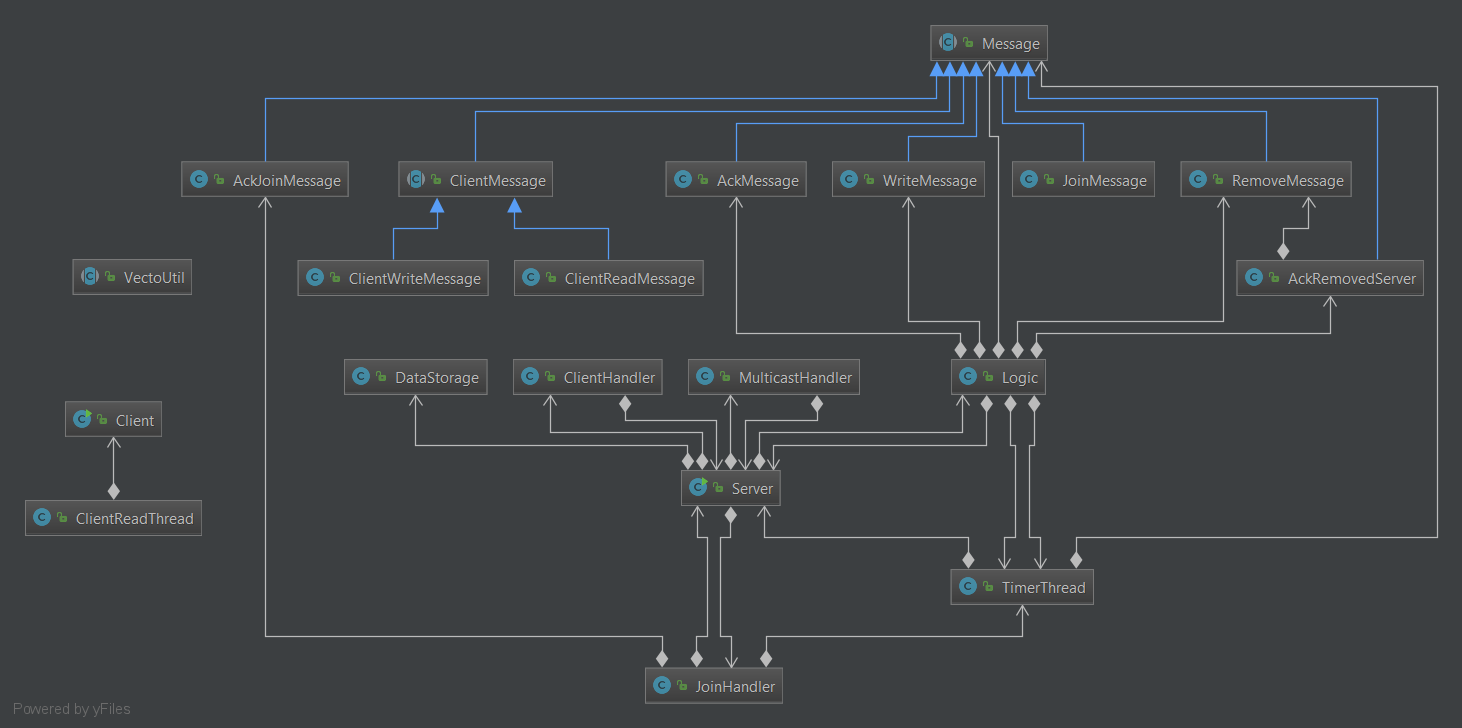 Message
AckJoinMessage
ClientMessage
AckMessage
WriteMessage
JoinMessage
RemoveMessage
VectoUtil
ClientWriteMessage
ClientReadMessage
AckRemovedServer
DataStorage
ClientHandler
MulticastHandler
Logic
Client
Server
ClientReadThread
TimerThread
JoinHandler
Powered by yFiles